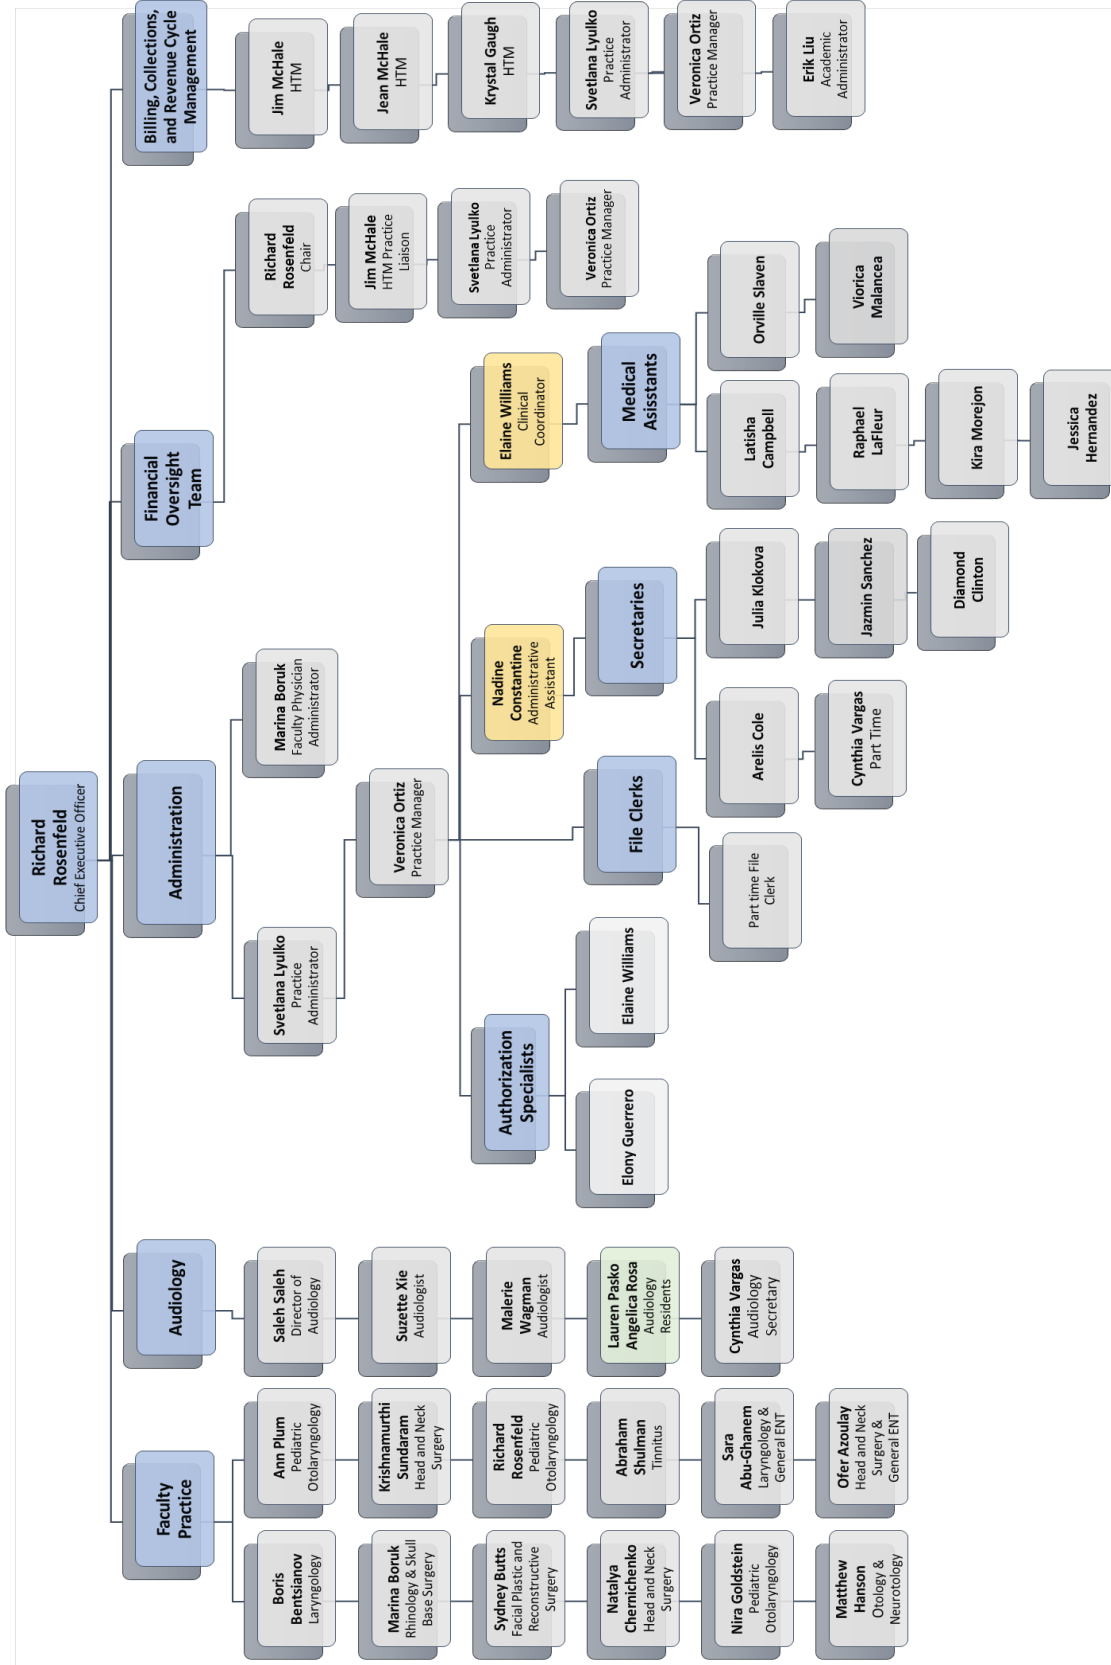 Richard
Rosenfeld
Chief Executive Officer
Faculty
Practice
Boris
Bentsianov
Laryngology
Marina Boruk
Rhinology & Skull
Base Surgery
Sydney Butts
Facial Plastic and
Reconstructive
Surgery
Natalya
Chernichenko
Head and Neck
Surgery
Nira Goldstein
Pediatric
Otolaryngology
Matthew
Hanson
Otology &
Neurotology
Ann Plum
Pediatric
Otolaryngology
Krishnamurthi
Sundaram
Head and Neck
Surgery
Richard
Rosenfeld
Pediatric
Otolaryngology
Abraham
Shulman
Tinnitus
Sara
Abu-Ghanem
Laryngology &
General ENT
Ofer Azoulay
Head and Neck
Surgery &
General ENT
Audiology
Saleh Saleh
Director of
Audiology
Suzette Xie
Audiologist
Malerie
Wagman
Audiologist
Lauren Pasko
Angelica Rosa
Audiology
Residents
Cynthia Vargas
Audiology
Secretary
Administration
Svetlana Lyulko
Practice
Administrator
Marina Boruk
Faculty Physician
Administrator
Veronica Ortiz
Practice Manager
Authorization
Specialists
Elony Guerrero
Elaine Williams
File Clerks
Part time File
Clerk
Nadine
Constantine
Administrative
Assistant
Secretaries
Arelis Cole
Cynthia Vargas
Part Time
Julia Klokova
Jazmin Sanchez
Diamond
Clinton
Elaine Williams
Clinical
Coordinator
Medical
Asisstants
Latisha
Campbell
Raphael
LaFleur
Kira Morejon
Jessica
Hernandez
Orville Slaven
Viorica
Malancea
Financial
Oversight
Team
Richard
Rosenfeld
Chair
Jim McHale
HTM Practice
Liaison
Svetlana Lyulko
Practice
Administrator
Veronica Ortiz
Practice Manager
Billing, Collections,
and Revenue Cycle
Management
Jim McHale
HTM
Jean McHale
HTM
Krystal Gaugh
HTM
Svetlana Lyulko
Practice
Administrator
Veronica Ortiz
Practice Manager
Erik Liu
Academic
Administrator